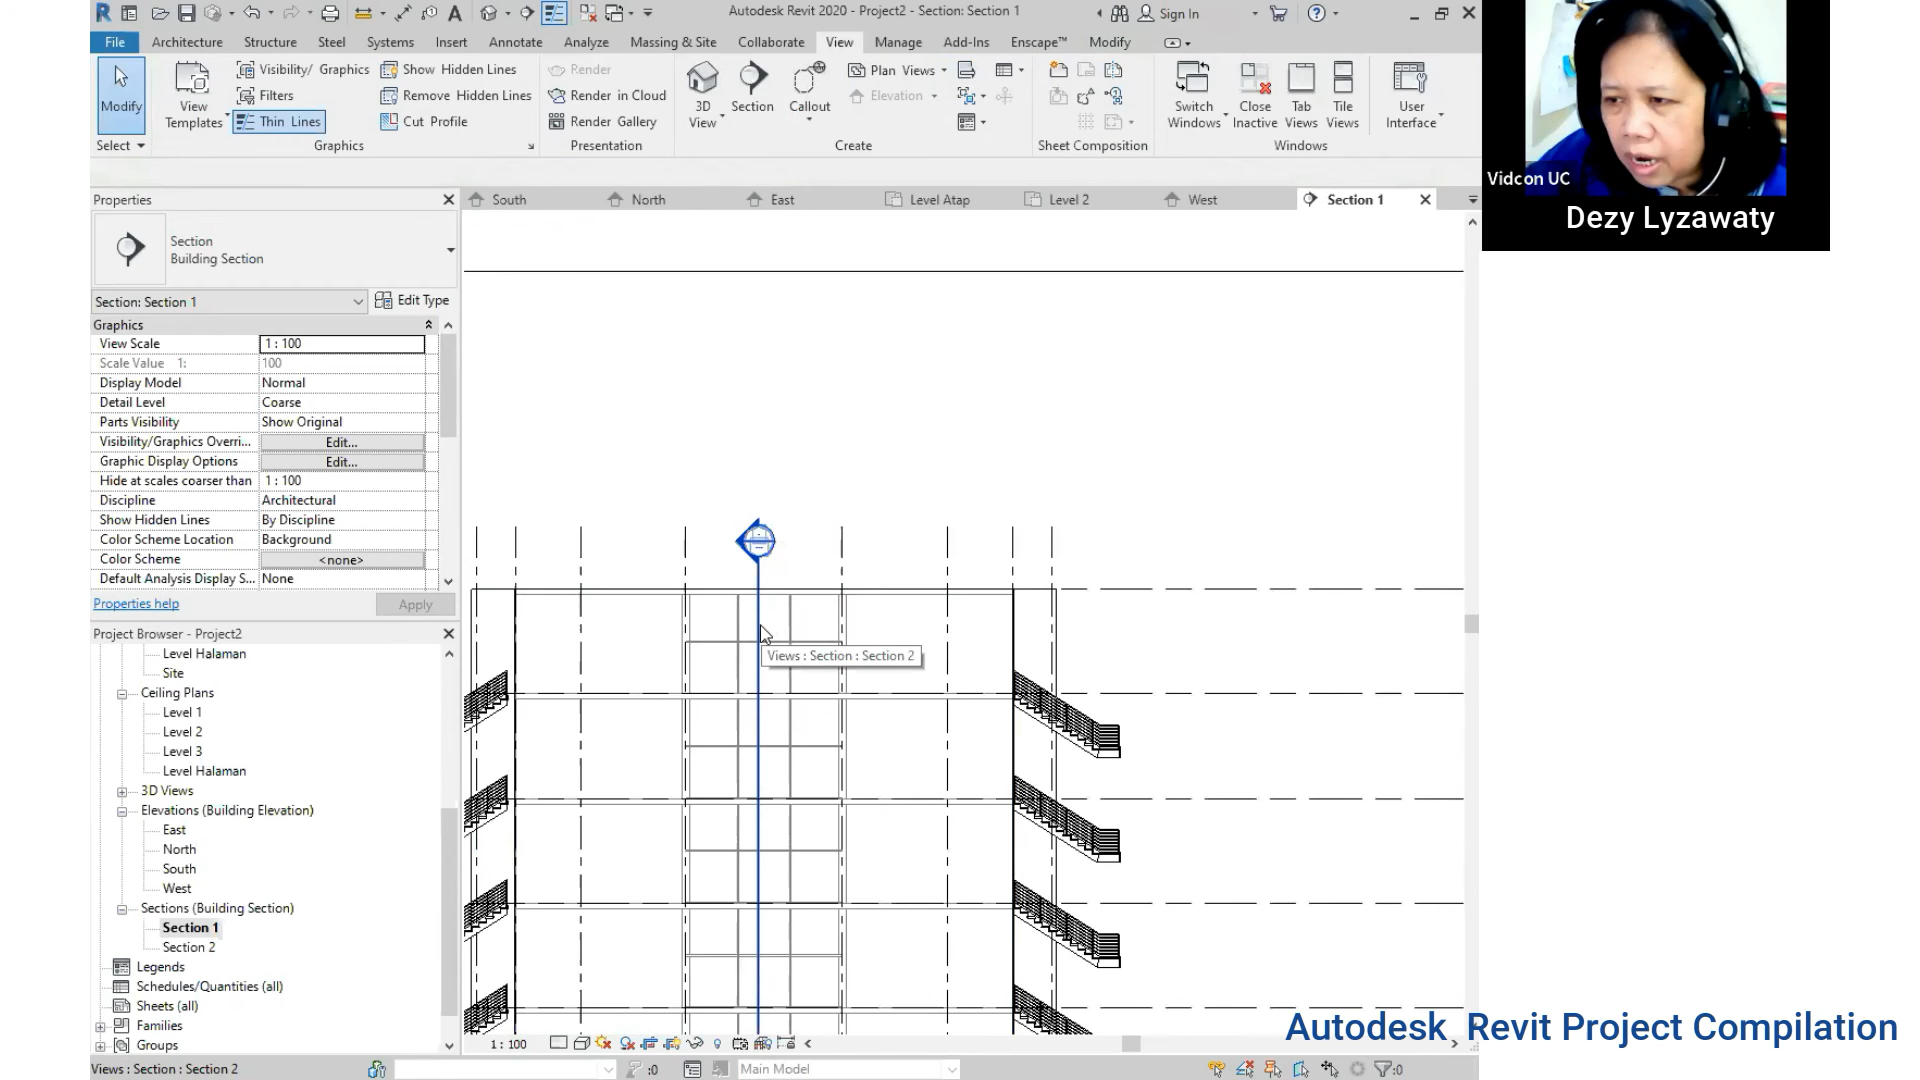 Autodesk Revit 2020 - Project2 - Section: Section 1
Sign In
File Architecture Structure Steel Systems Insert Annotate Analyze Massing & Site Collaborate View Manage Add-Ins Enscape™ Modify
Modify
View Templates
Visibility/ Graphics
Filters
Thin Lines
Show Hidden Lines
Remove Hidden Lines
Cut Profile
Render
Render in Cloud
Render Gallery
3D View
Section
Callout
Plan Views
Elevation
Switch Windows
Close Inactive
Tab Views
Tile Views
User Interface
Select
Graphics
Presentation
Create
Sheet Composition
Windows
Vidcon UC
Dezy Lyzawaty
Properties
Section
Building Section
Section: Section 1
Edit Type
Graphics
View Scale 1 : 100
Scale Value 1: 100
Display Model Normal
Detail Level Coarse
Parts Visibility Show Original
Visibility/Graphics Overri... Edit...
Graphic Display Options Edit...
Hide at scales coarser than 1 : 100
Discipline Architectural
Show Hidden Lines By Discipline
Color Scheme Location Background
Color Scheme <none>
Default Analysis Display S... None
Properties help
Apply
Project Browser - Project2
Level Halaman
Site
Ceiling Plans
Level 1
Level 2
Level 3
Level Halaman
3D Views
Elevations (Building Elevation)
East
North
South
West
Sections (Building Section)
Section 1
Section 2
Legends
Schedules/Quantities (all)
Sheets (all)
Families
Groups
South North East Level Atap Level 2 West Section 1
Views : Section : Section 2
1 : 100
Autodesk Revit Project Compilation
Views : Section : Section 2
:0
Main Model
:0